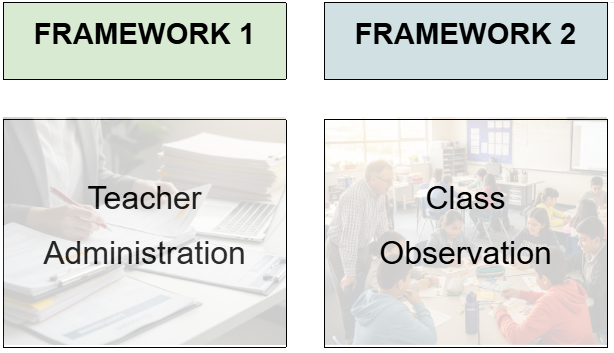 FRAMEWORK 1
FRAMEWORK 2
Teacher
Administration
Class
Observation